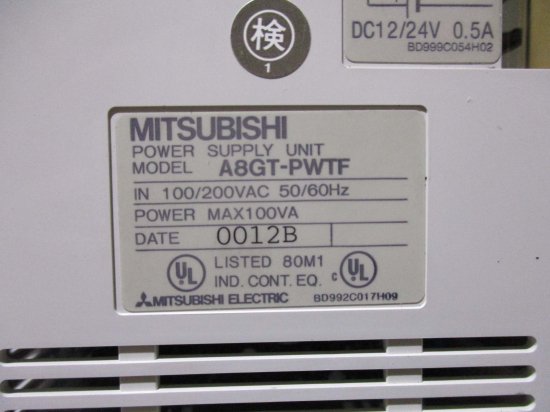 検
1
DC12/24V 0.5A
BD999C054H02
MITSUBISHI
POWER SUPPLY UNIT
MODEL A8GT-PWTF
IN 100/200VAC 50/60Hz
POWER MAX100VA
DATE 0012B
UL LISTED 80M1 c UL
IND. CONT. EQ.
MITSUBISHI ELECTRIC BD992C017H09